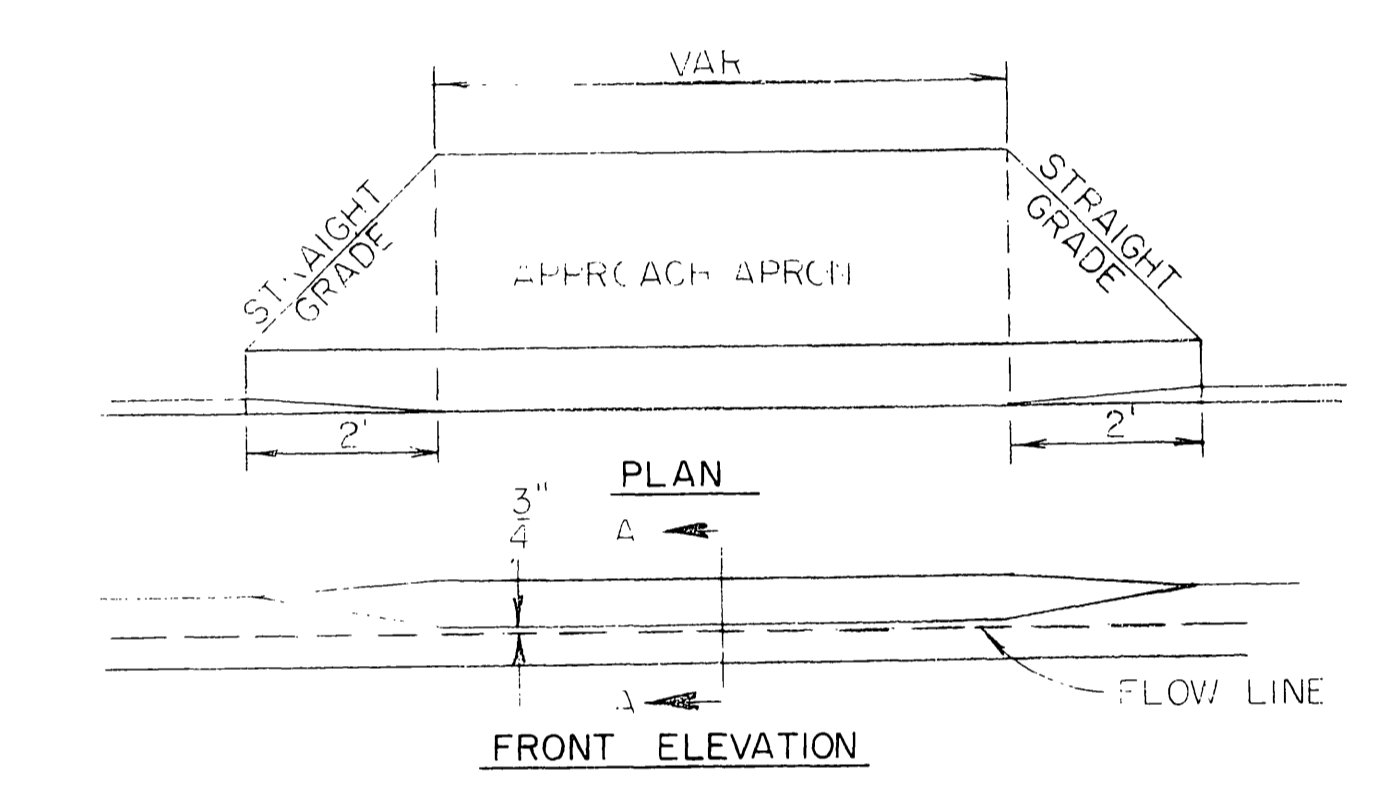 VAR
STRAIGHT
GRADE
STRAIGHT
GRADE
APPROACH APRON
2'
2'
PLAN
3"
4
A
A
FLOW LINE
FRONT ELEVATION